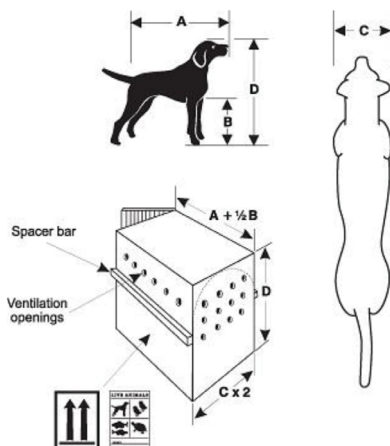 A
C
D
B
A + ½B
Spacer bar
Ventilation
openings
D
C x 2
LIVE ANIMALS